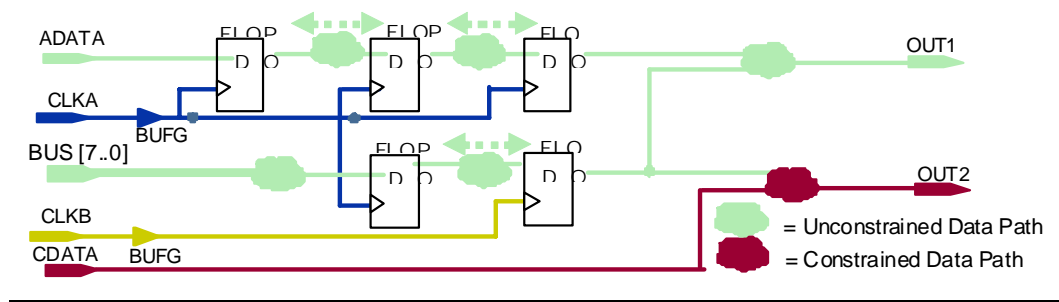 FLOP
FLOP
FLO
ADATA
D Q
D Q
D Q
OUT1
CLKA
BUFG
BUS [7..0]
FLOP
FLO
D Q
D Q
OUT2
CLKB
BUFG
CDATA
= Unconstrained Data Path
= Constrained Data Path